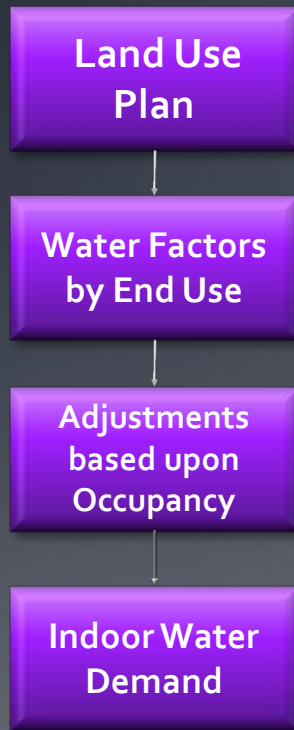 Land Use
Plan
Water Factors
by End Use
Adjustments
based upon
Occupancy
Indoor Water
Demand